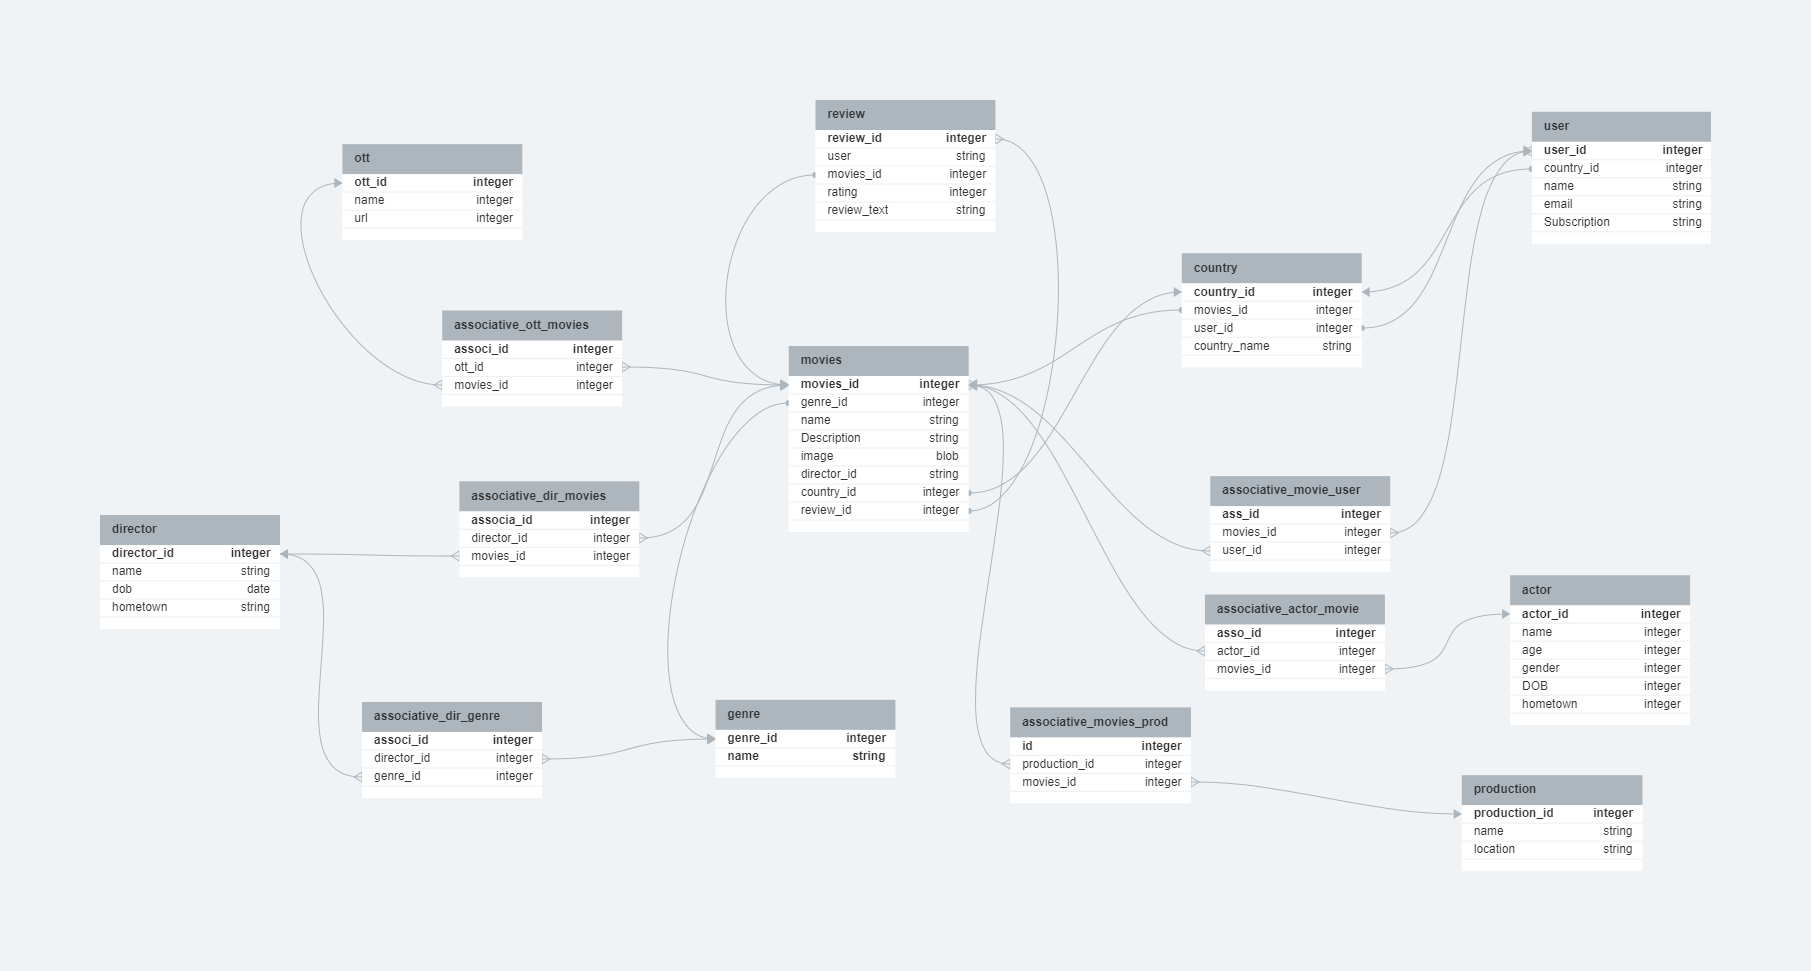 review
review_id integer
user string
movies_id integer
rating integer
review_text string
user
user_id integer
country_id integer
name string
email string
Subscription string
ott
ott_id integer
name integer
url integer
country
country_id integer
movies_id integer
user_id integer
country_name string
associative_ott_movies
associ_id integer
ott_id integer
movies_id integer
movies
movies_id integer
genre_id integer
name string
Description string
image blob
director_id string
country_id integer
review_id integer
associative_dir_movies
associa_id integer
director_id integer
movies_id integer
associative_movie_user
ass_id integer
movies_id integer
user_id integer
director
director_id integer
name string
dob date
hometown string
actor
actor_id integer
name integer
age integer
gender integer
DOB integer
hometown integer
associative_actor_movie
asso_id integer
actor_id integer
movies_id integer
associative_dir_genre
associ_id integer
director_id integer
genre_id integer
genre
genre_id integer
name string
associative_movies_prod
id integer
production_id integer
movies_id integer
production
production_id integer
name string
location string